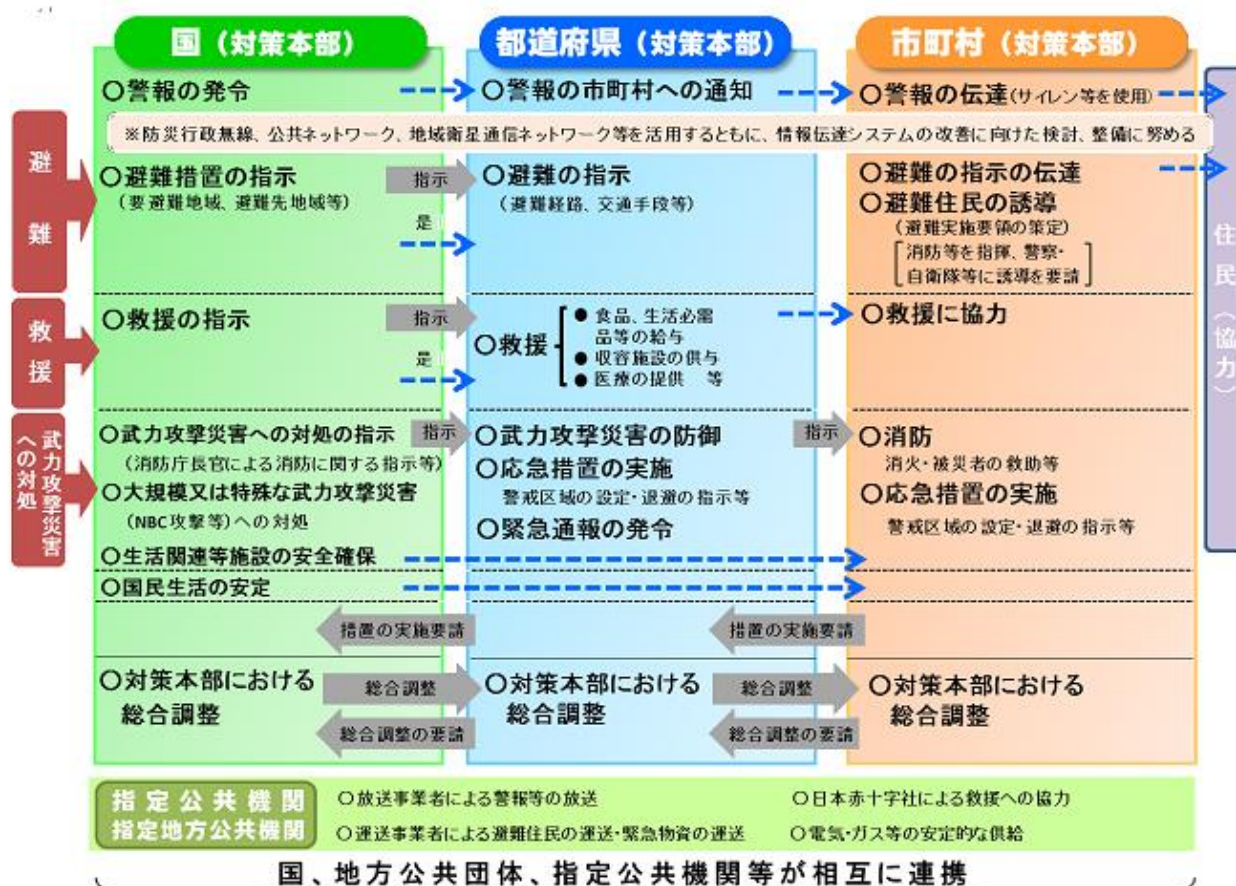 国（対策本部）
都道府県（対策本部）
市町村（対策本部）
〇警報の発令
〇警報の市町村への通知
〇警報の伝達(サイレン等を使用)
※防災行政無線、公共ネットワーク、地域衛星通信ネットワーク等を活用するともに、情報伝達システムの改善に向けた検討、整備に努める
避難
〇避難措置の指示
（要避難地域、避難先地域等）
指示
是
〇避難の指示
（避難経路、交通手段等）
〇避難の指示の伝達
〇避難住民の誘導
（避難実施要領の策定）
消防等を指揮、警察・
自衛隊等に誘導を要請
救援
〇救援の指示
指示
是
〇救援
●食品、生活必需
品等の給与
●収容施設の供与
●医療の提供　等
〇救援に協力
武力攻撃災害
への対処
〇武力攻撃災害への対処の指示
（消防庁長官による消防に関する指示等）
〇大規模又は特殊な武力攻撃災害
（NBC攻撃等）への対処
〇生活関連等施設の安全確保
〇国民生活の安定
指示
〇武力攻撃災害の防御
〇応急措置の実施
警戒区域の設定・退避の指示等
〇緊急通報の発令
指示
〇消防
消火・被災者の救助等
〇応急措置の実施
警戒区域の設定・退避の指示等
措置の実施要請
措置の実施要請
〇対策本部における
総合調整
総合調整
総合調整の要請
〇対策本部における
総合調整
総合調整
総合調整の要請
〇対策本部における
総合調整
住民（協力）
指定公共機関
指定地方公共機関
〇放送事業者による警報等の放送
〇日本赤十字社による救援への協力
〇運送事業者による避難住民の運送・緊急物資の運送
〇電気・ガス等の安定的な供給
国、地方公共団体、指定公共機関等が相互に連携